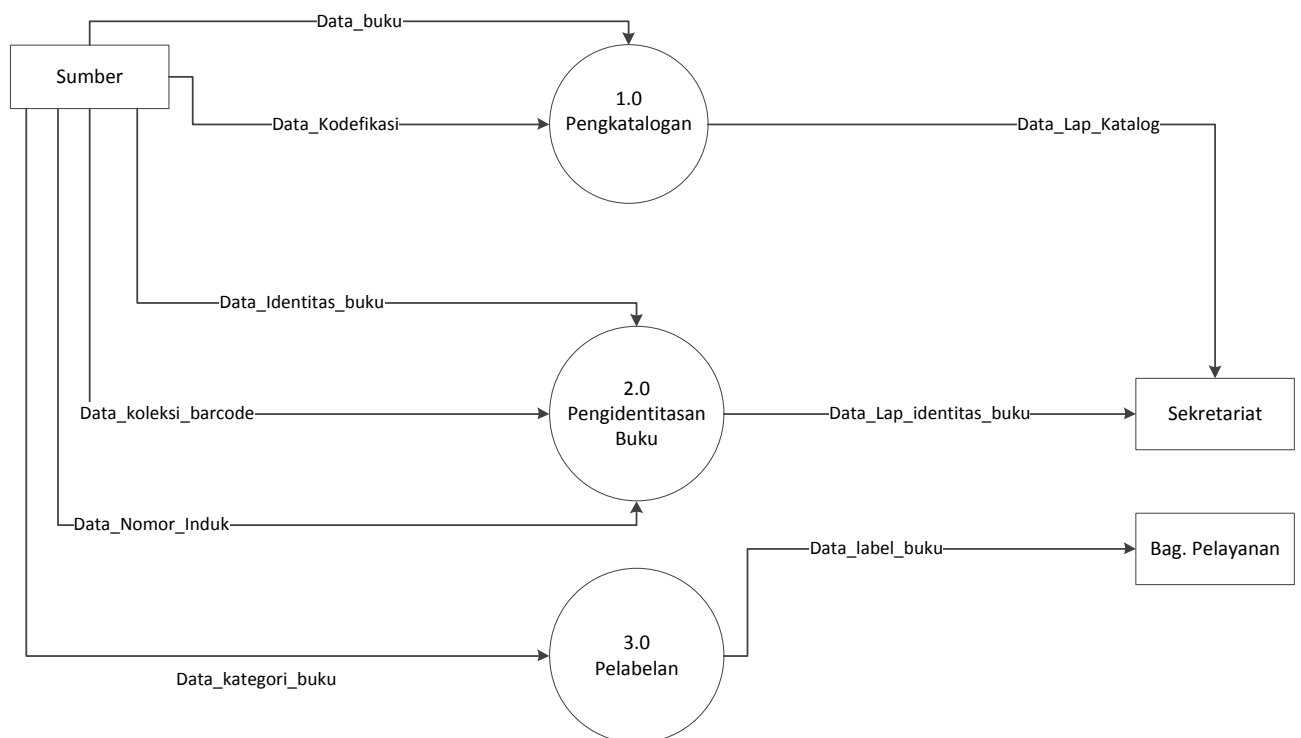 Data_buku
Sumber
1.0
Pengkatalogan
Data_Kodefikasi
Data_Lap_Katalog
Data_Identitas_buku
2.0
Pengidentitasan
Buku
Data_koleksi_barcode
Data_Lap_identitas_buku
Sekretariat
Data_Nomor_Induk
Data_label_buku
Bag. Pelayanan
3.0
Pelabelan
Data_kategori_buku